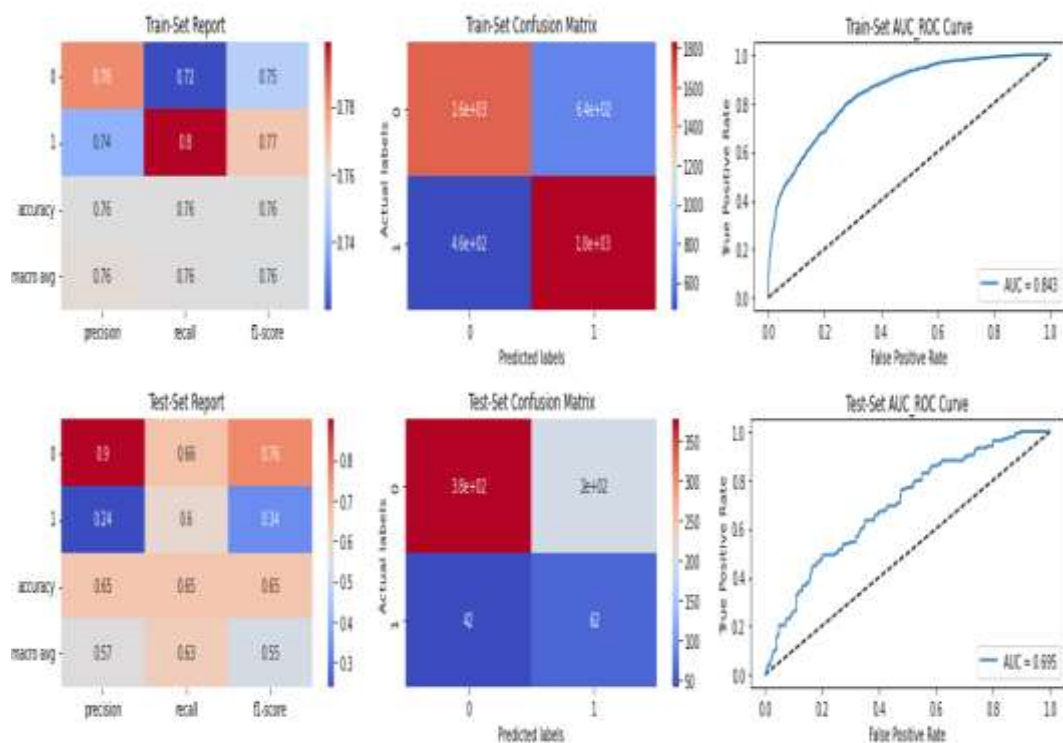 Train-Set Report
0
0.78
0.72
0.75
1
0.74
0.8
0.77
accuracy
0.76
0.76
0.76
macro avg
0.76
0.76
0.76
precision
recall
f1-score
0.78
0.76
0.74
Train-Set Confusion Matrix
Actual labels
0
1.6e+03
6.4e+02
1
4.6e+02
1.8e+03
0
1
Predicted labels
1800
1600
1400
1200
1000
800
600
Train-Set AUC_ROC Curve
True Positive Rate
1.0
0.8
0.6
0.4
0.2
0.0
AUC = 0.843
0.0
0.2
0.4
0.6
0.8
1.0
False Positive Rate
Test-Set Report
0
0.9
0.66
0.76
1
0.24
0.6
0.34
accuracy
0.65
0.65
0.65
macro avg
0.57
0.63
0.55
precision
recall
f1-score
0.8
0.7
0.6
0.5
0.4
0.3
Test-Set Confusion Matrix
Actual labels
0
3.8e+02
2e+02
1
42
62
0
1
Predicted labels
350
300
250
200
150
100
50
Test-Set AUC_ROC Curve
True Positive Rate
1.0
0.8
0.6
0.4
0.2
0.0
AUC = 0.695
0.0
0.2
0.4
0.6
0.8
1.0
False Positive Rate